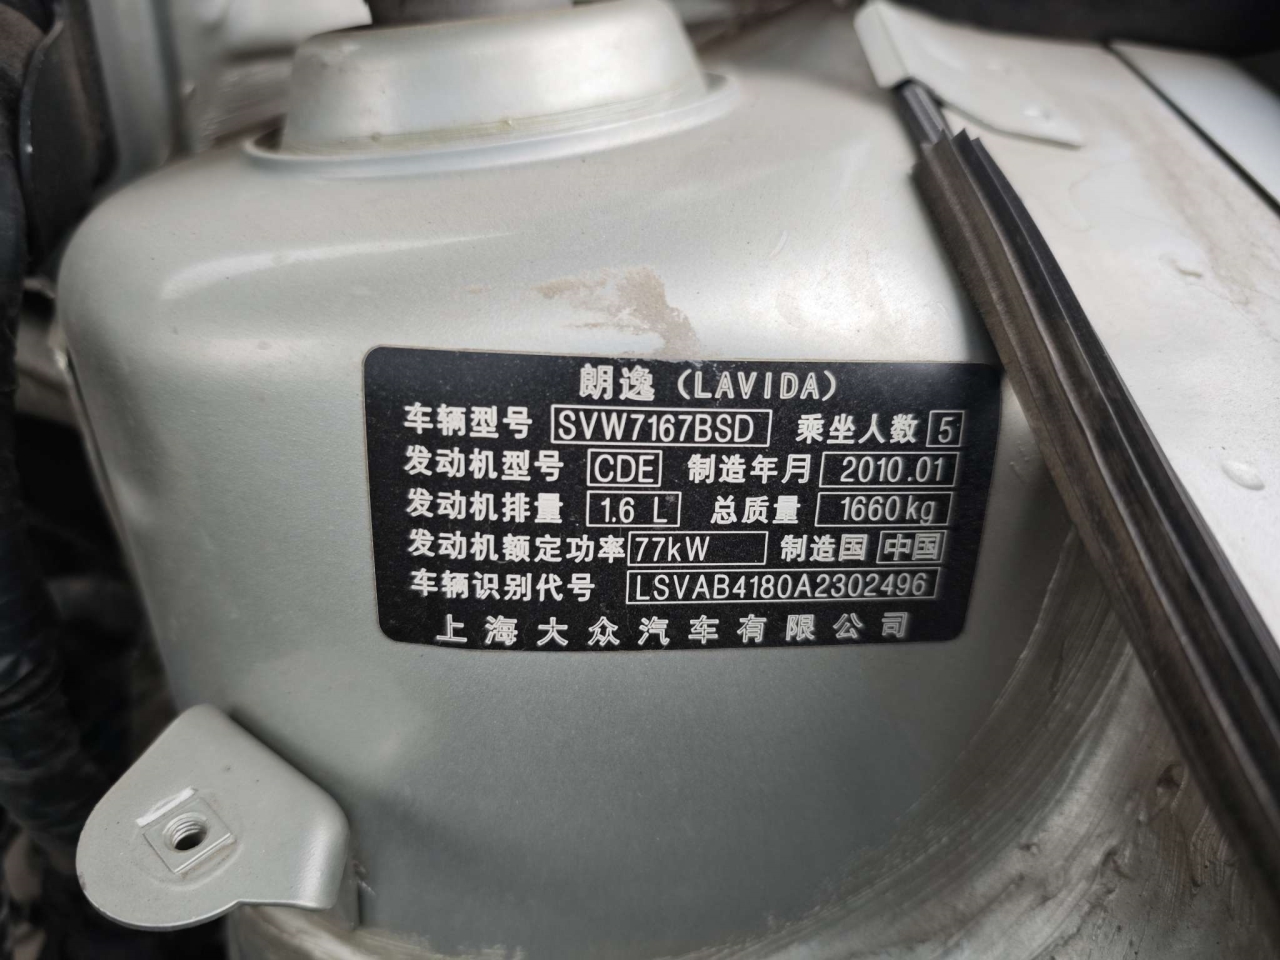 朗逸（LAVIDA）
车辆型号 SVW7167BSD 乘坐人数 5
发动机型号 CDE 制造年月 2010.01
发动机排量 1.6 L 总质量 1660kg
发动机额定功率 77kW 制造国 中国
车辆识别代号 LSVAB4180A2302496
上海大众汽车有限公司